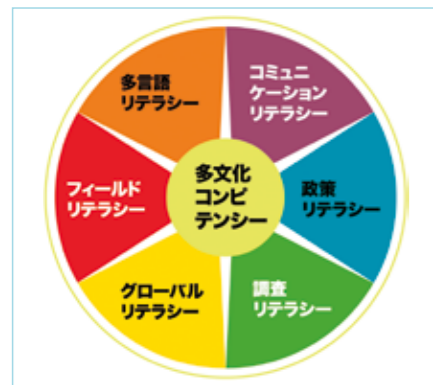 多言語
リテラシー
コミュニ
ケーション
リテラシー
フィールド
リテラシー
多文化
コンピ
テンシー
政策
リテラシー
グローバル
リテラシー
調査
リテラシー